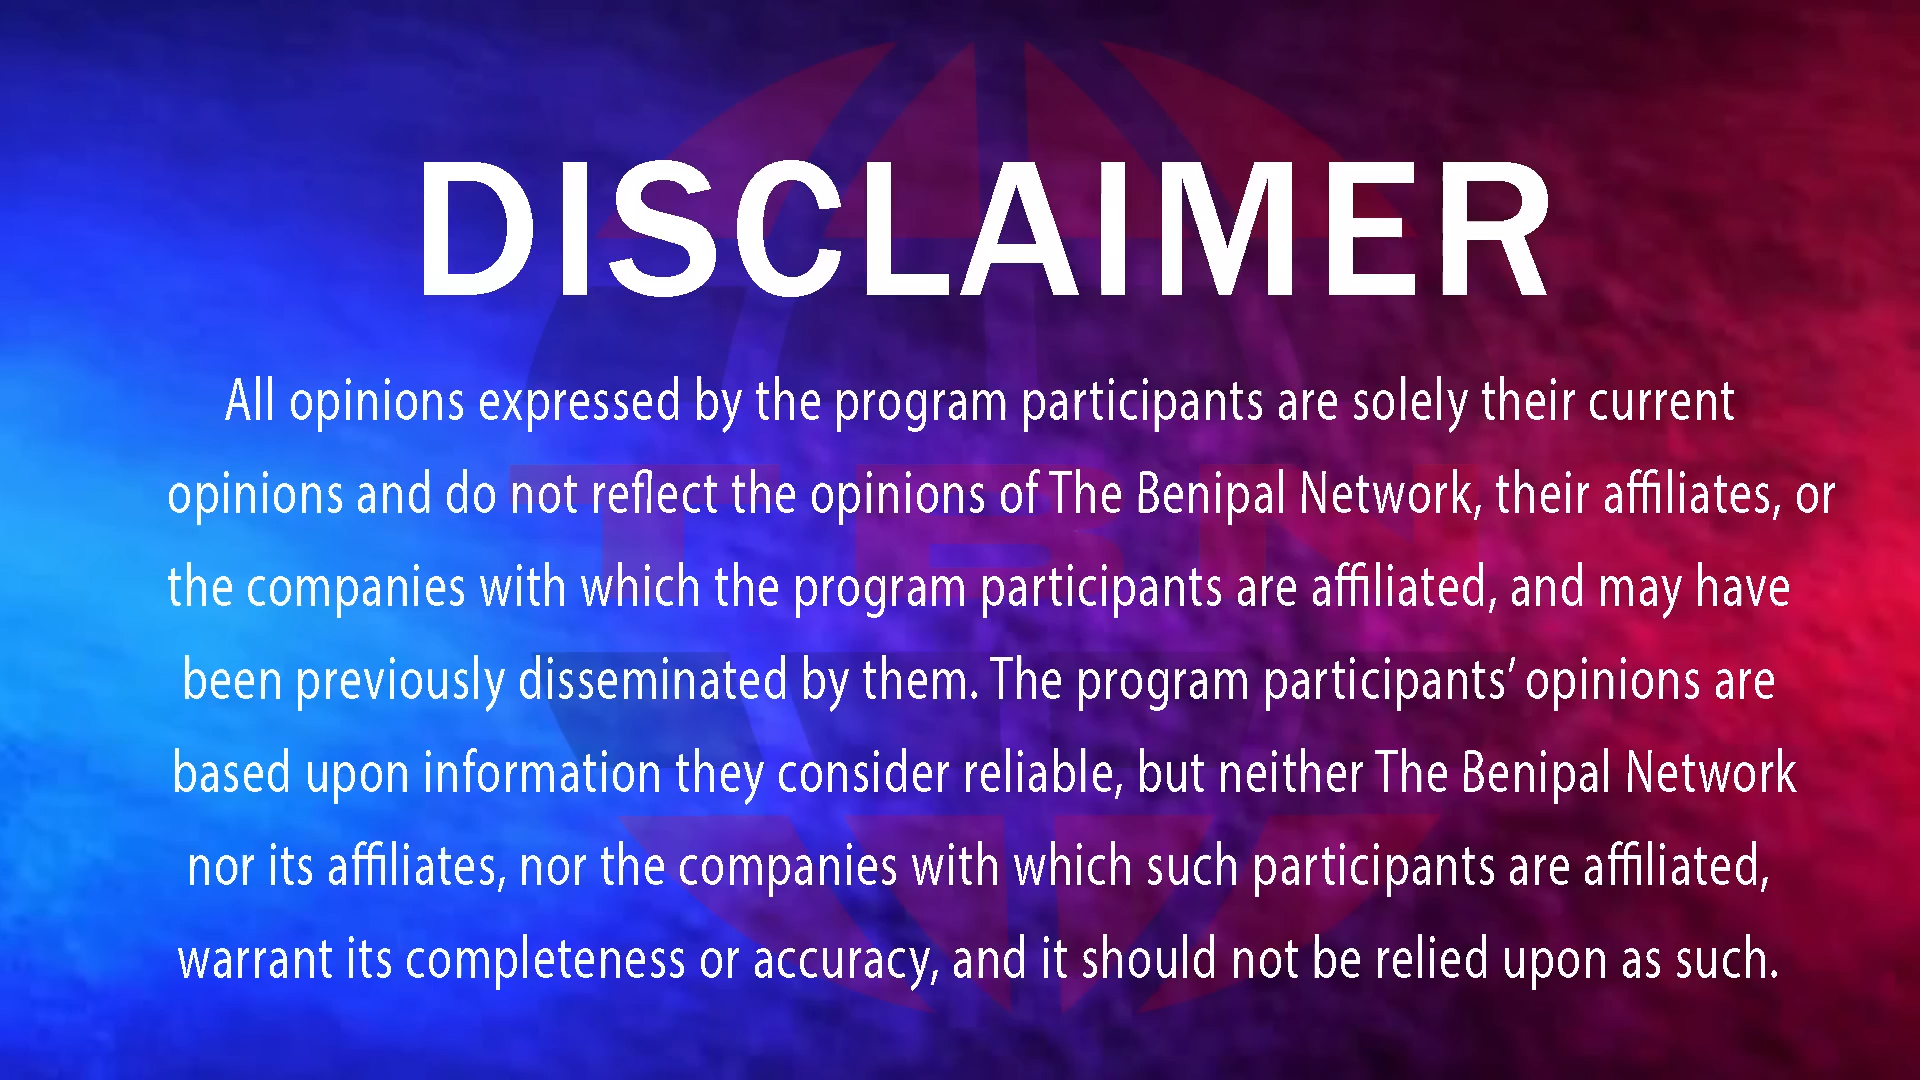 DISCLAIMER
All opinions expressed by the program participants are solely their current
opinions and do not reflect the opinions of The Benipal Network, their affiliates, or
the companies with which the program participants are affiliated, and may have
been previously disseminated by them. The program participants’ opinions are
based upon information they consider reliable, but neither The Benipal Network
nor its affiliates, nor the companies with which such participants are affiliated,
warrant its completeness or accuracy, and it should not be relied upon as such.
TBN